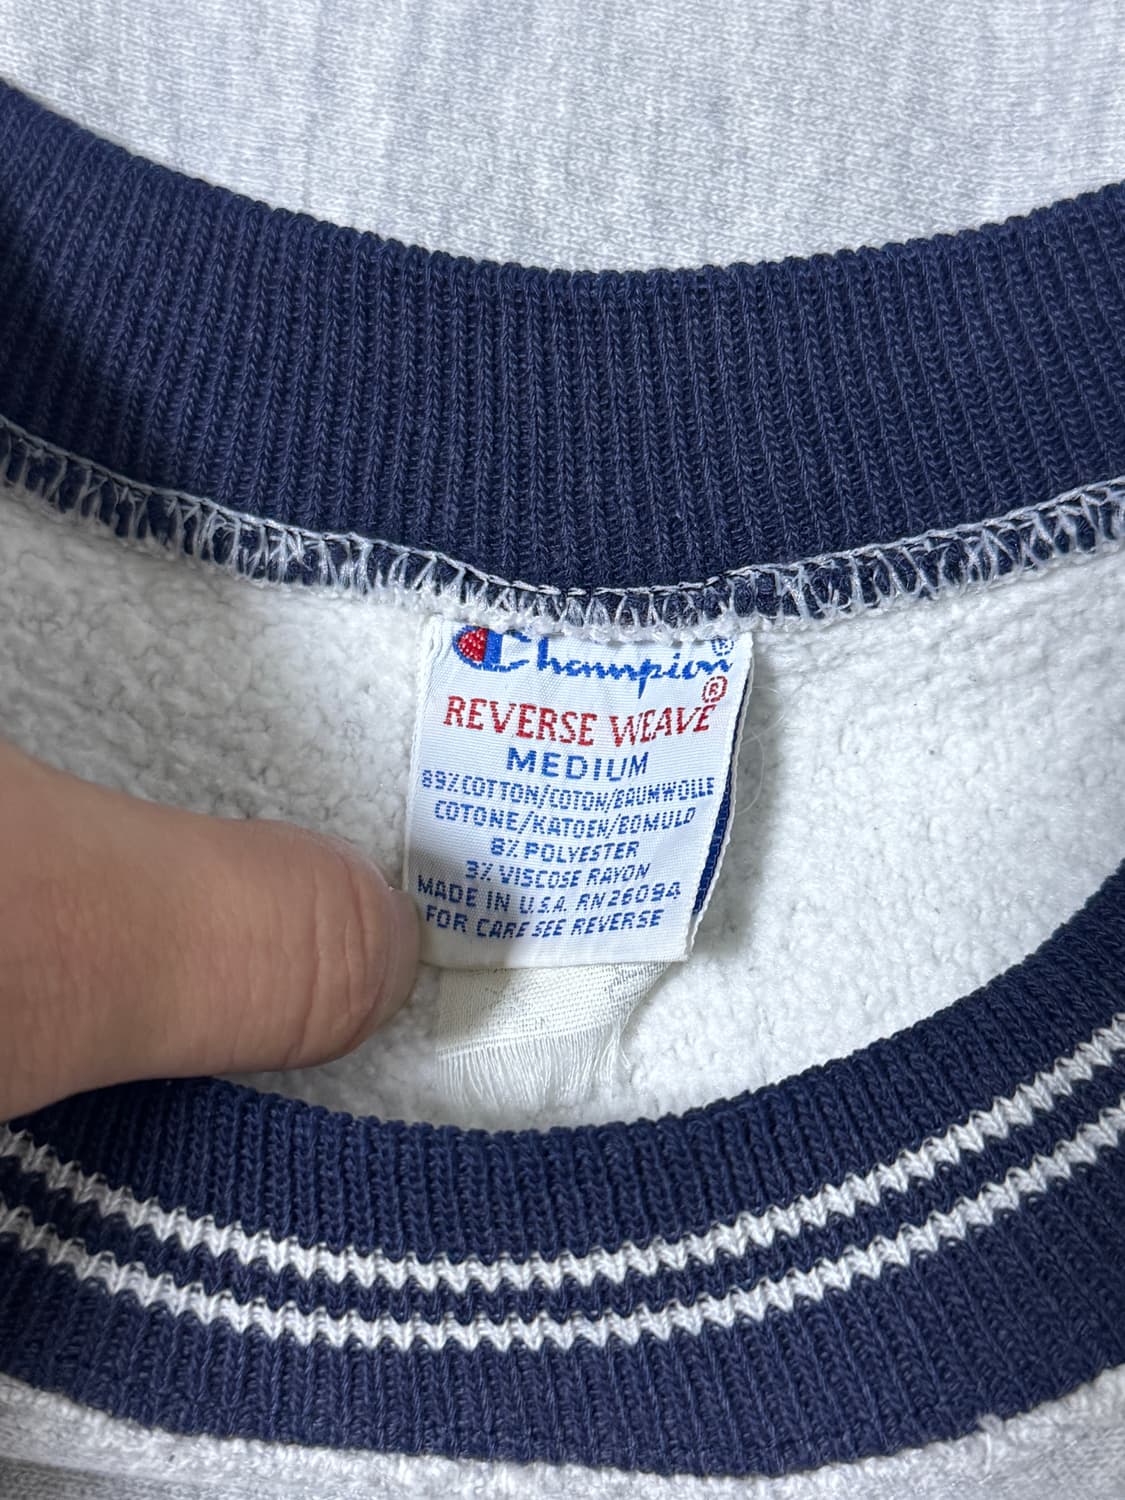 Champion®
REVERSE WEAVE®
MEDIUM
89% COTTON/COTON/BAUMWOLLE
COTONE/KATOEN/BOMULD
8% POLYESTER
3% VISCOSE RAYON
MADE IN U.S.A. RN26094
FOR CARE SEE REVERSE